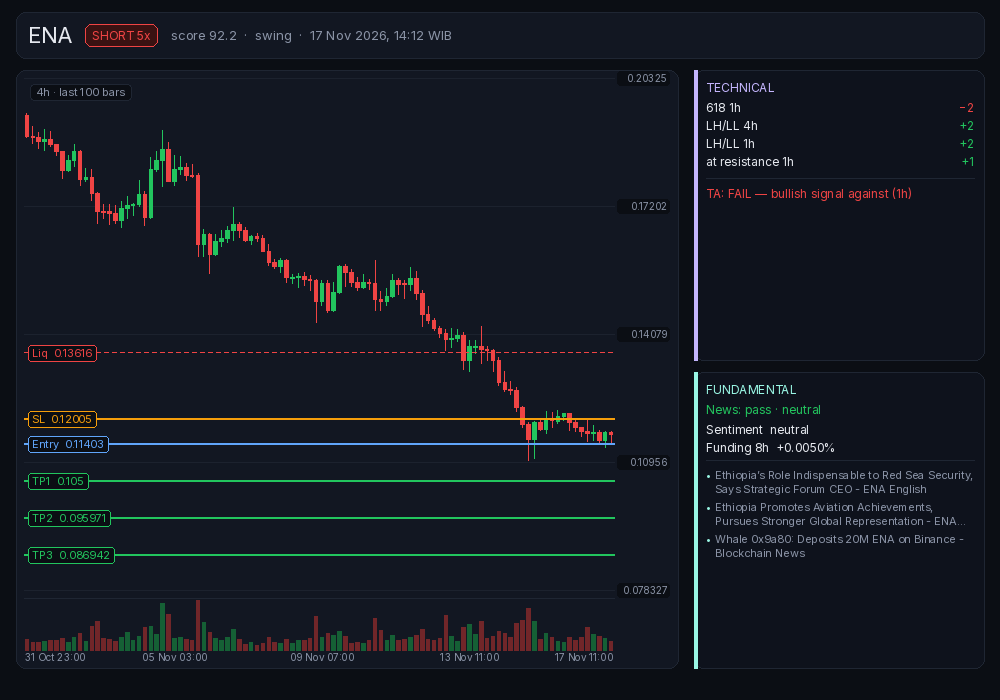 ENA SHORT 5x score 92.2 · swing · 17 Nov 2026, 14:12 WIB
4h · last 100 bars
0.20325
0.17202
0.14079
Liq 0.13616
SL 0.12005
Entry 0.11403
0.10956
TP1 0.105
TP2 0.095971
TP3 0.086942
0.078327
31 Oct 23:00 05 Nov 03:00 09 Nov 07:00 13 Nov 11:00 17 Nov 11:00
TECHNICAL
618 1h −2
LH/LL 4h +2
LH/LL 1h +2
at resistance 1h +1
TA: FAIL — bullish signal against (1h)
FUNDAMENTAL
News: pass · neutral
Sentiment neutral
Funding 8h +0.0050%
• Ethiopia's Role Indispensable to Red Sea Security,
Says Strategic Forum CEO - ENA English
• Ethiopia Promotes Aviation Achievements,
Pursues Stronger Global Representation - ENA…
• Whale 0x9a80: Deposits 20M ENA on Binance -
Blockchain News